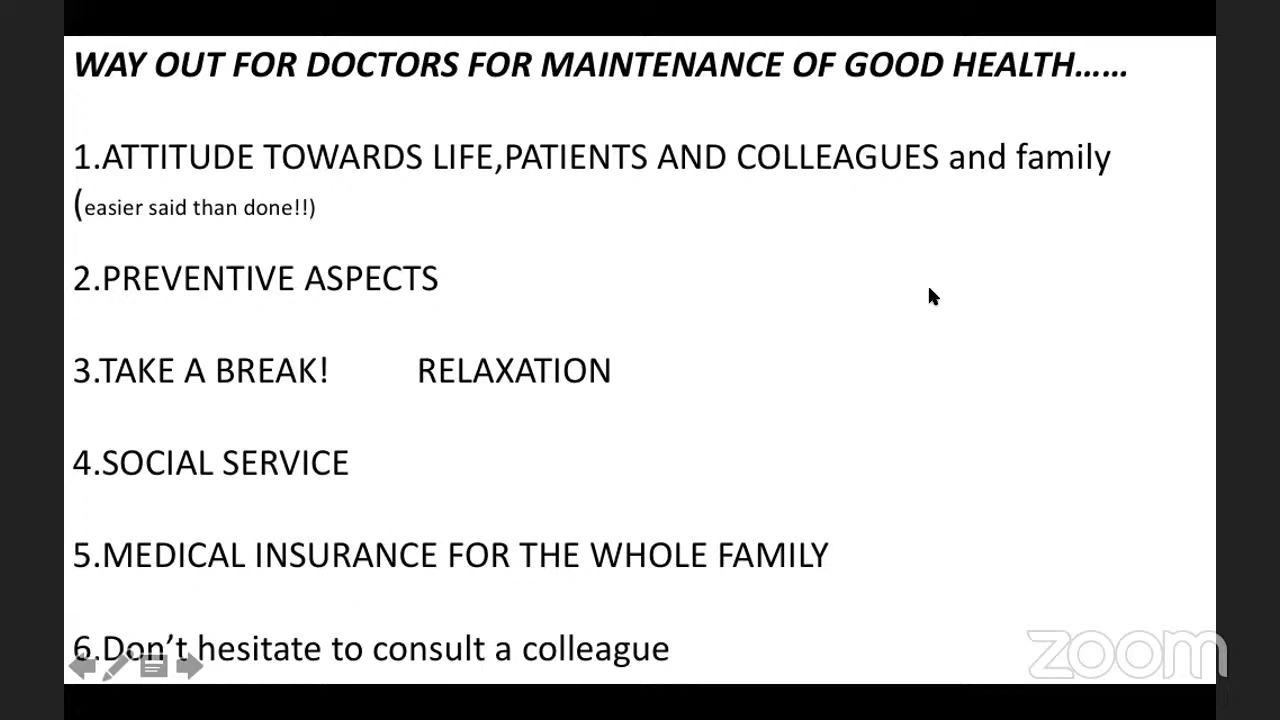 WAY OUT FOR DOCTORS FOR MAINTENANCE OF GOOD HEALTH......
1.ATTITUDE TOWARDS LIFE,PATIENTS AND COLLEAGUES and family
(easier said than done!!)
2.PREVENTIVE ASPECTS
3.TAKE A BREAK! RELAXATION
4.SOCIAL SERVICE
5.MEDICAL INSURANCE FOR THE WHOLE FAMILY
6.Don’t hesitate to consult a colleague
zoom